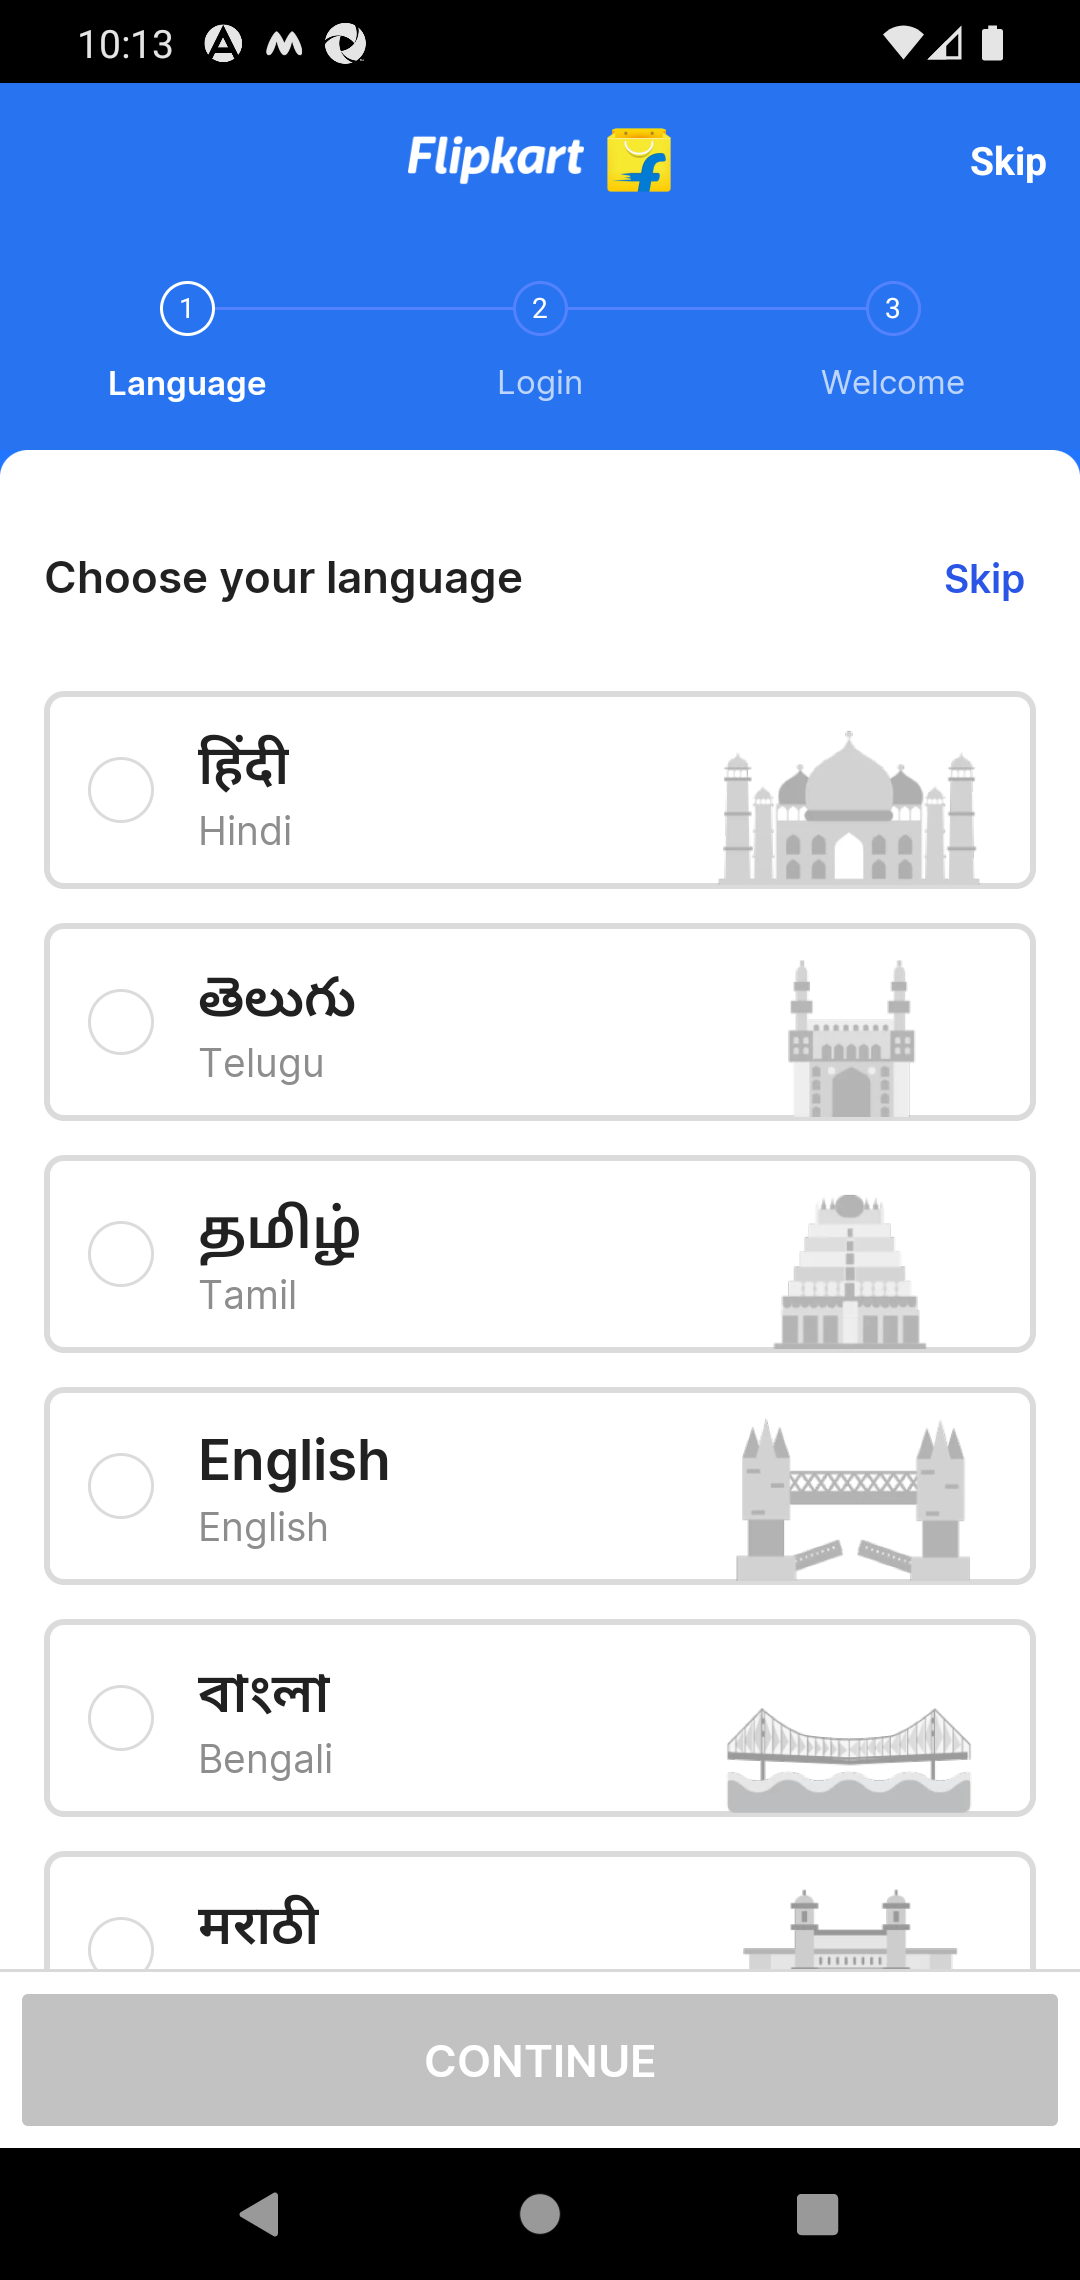 10:13
Flipkart
Skip
1
2
3
Language
Login
Welcome
Choose your language
Skip
हिंदी
Hindi
తెలుగు
Telugu
தமிழ்
Tamil
English
English
বাংলা
Bengali
मराठी
CONTINUE